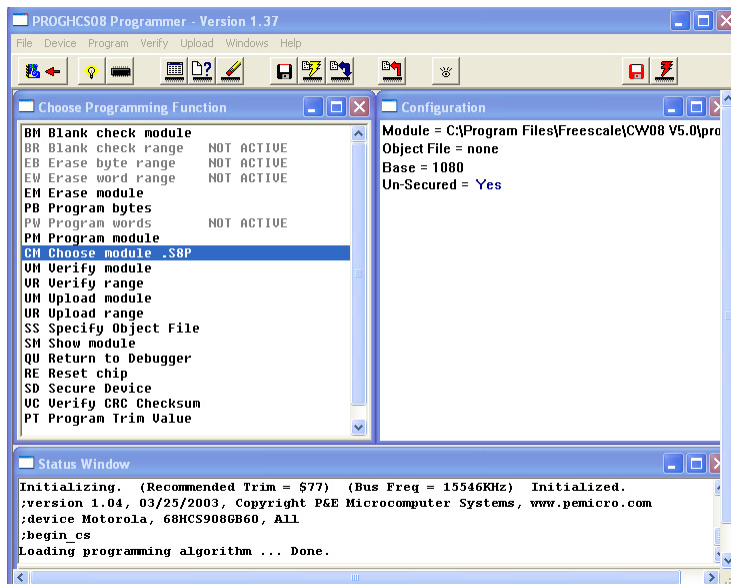 PROGHCS08 Programmer - Version 1.37
File Device Program Verify Upload Windows Help
Choose Programming Function
BM Blank check module
BR Blank check range NOT ACTIVE
EB Erase byte range NOT ACTIVE
EW Erase word range NOT ACTIVE
EM Erase module
PB Program bytes
PW Program words NOT ACTIVE
PM Program module
CM Choose module .S8P
VM Verify module
VR Verify range
UM Upload module
UR Upload range
SS Specify Object File
SM Show module
QU Return to Debugger
RE Reset chip
SD Secure Device
VC Verify CRC Checksum
PT Program Trim Value
Configuration
Module = C:\Program Files\Freescale\CW08 V5.0\pro
Object File = none
Base = 1080
Un-Secured = Yes
Status Window
Initializing. (Recommended Trim = $77) (Bus Freq = 15546KHz) Initialized.
;version 1.04, 03/25/2003, Copyright P&E Microcomputer Systems, www.pemicro.com
;device Motorola, 68HCS908GB60, All
;begin_cs
Loading programming algorithm ... Done.